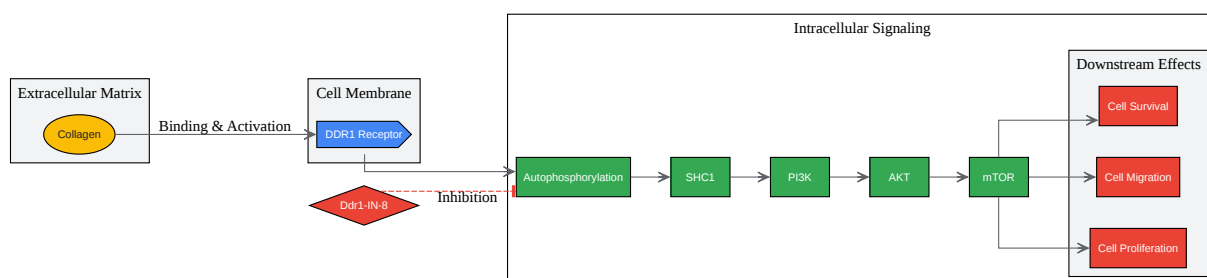 Intracellular Signaling
Extracellular Matrix
Collagen
Binding & Activation
Cell Membrane
DDR1 Receptor
Ddr1-IN-8
Inhibition
Autophosphorylation
SHC1
PI3K
AKT
mTOR
Downstream Effects
Cell Survival
Cell Migration
Cell Proliferation